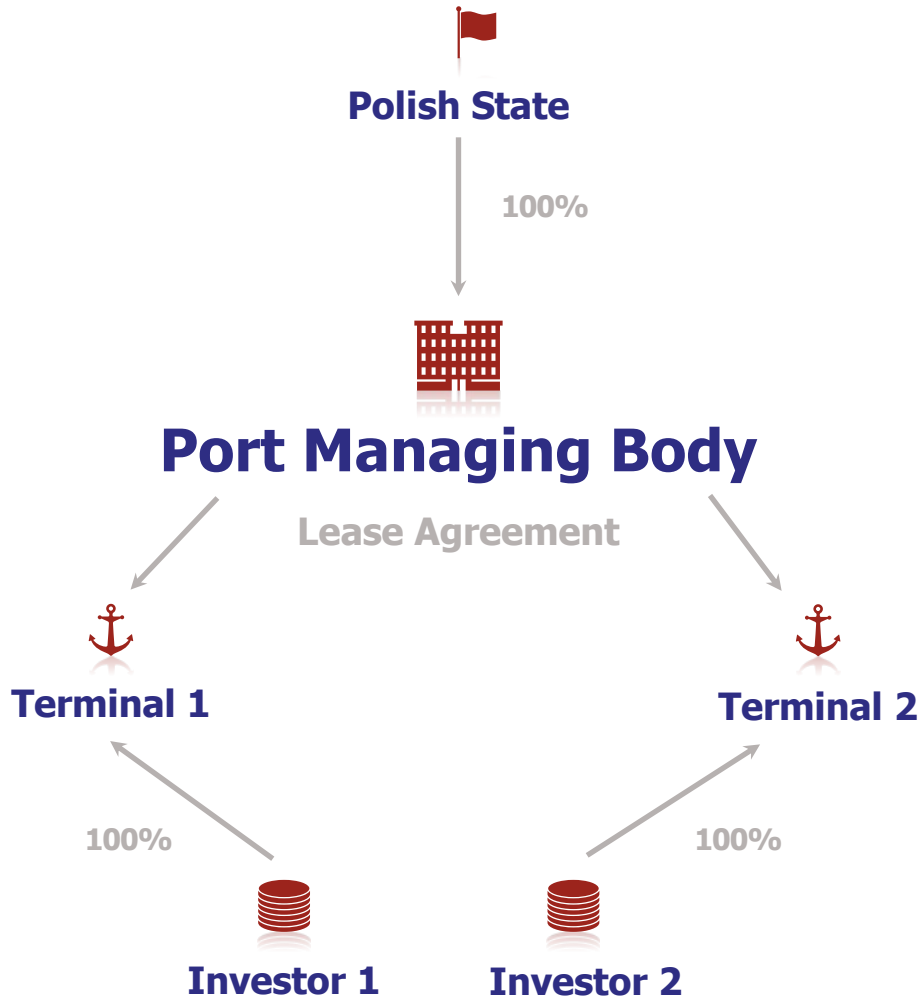 Polish State
100%
Port Managing Body
Lease Agreement
Terminal 1
Terminal 2
100%
100%
Investor 1
Investor 2